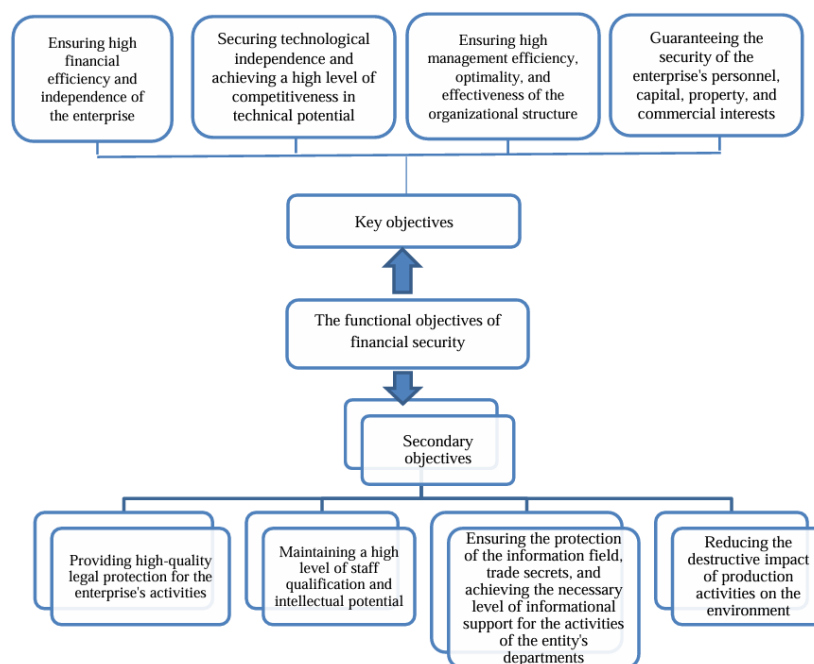 Ensuring high
financial
efficiency and
independence of
the enterprise
Securing technological
independence and
achieving a high level of
competitiveness in
technical potential
Ensuring high
management efficiency,
optimality, and
effectiveness of the
organizational structure
Guaranteeing the
security of the
enterprise's personnel,
capital, property, and
commercial interests
Key objectives
The functional objectives of
financial security
Secondary
objectives
Providing high-quality
legal protection for the
enterprise's activities
Maintaining a high
level of staff
qualification and
intellectual potential
Ensuring the protection
of the information field,
trade secrets, and
achieving the necessary
level of informational
support for the activities
of the entity's
departments
Reducing the
destructive impact
of production
activities on the
environment